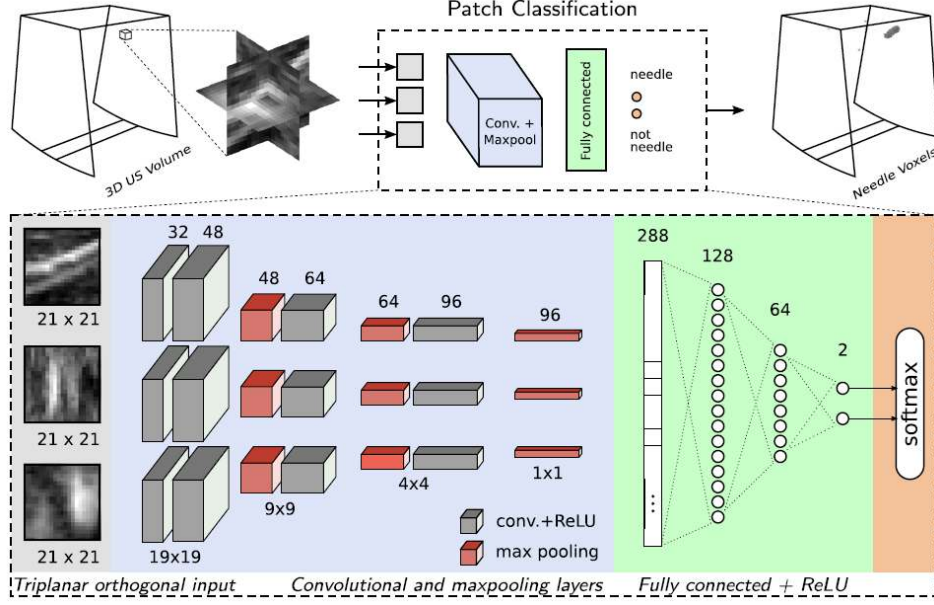 Patch Classification
3D US Volume
Conv. +
Maxpool
Fully connected
needle
not
needle
Needle Voxels
21 x 21
21 x 21
21 x 21
32 48
48 64
64 96
96
19x19
9x9
4x4
1x1
conv.+ReLU
max pooling
288
128
64
2
...
softmax
Triplanar orthogonal input
Convolutional and maxpooling layers
Fully connected + ReLU